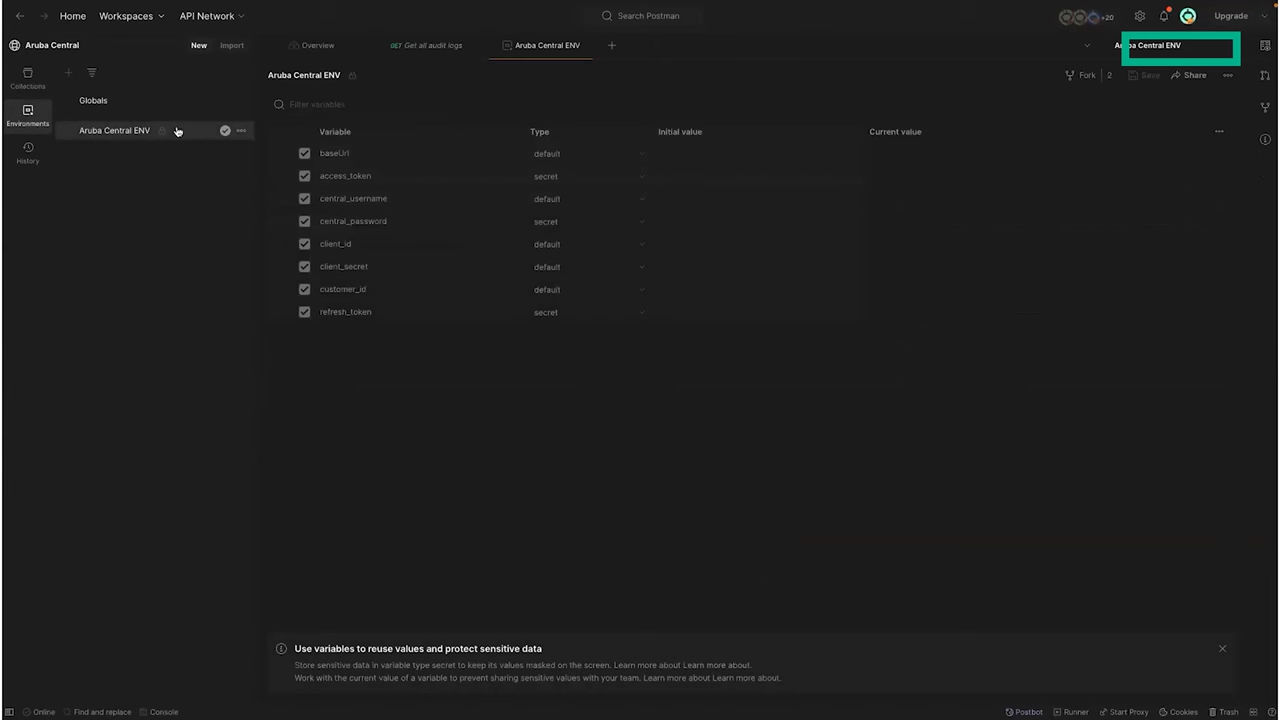 Home Workspaces API Network Search Postman +20 Upgrade
Aruba Central New Import Overview GET Get all audit logs Aruba Central ENV Aruba Central ENV
Collections
Globals
Environments
Aruba Central ENV
History
Aruba Central ENV Fork 2 Save Share
Filter variables
Variable Type Initial value Current value
baseUrl default
access_token secret
central_username default
central_password secret
client_id default
client_secret default
customer_id default
refresh_token secret
Use variables to reuse values and protect sensitive data
Store sensitive data in variable type secret to keep its values masked on the screen. Learn more about Learn more about.
Work with the current value of a variable to prevent sharing sensitive values with your team. Learn more about Learn more about.
Online Find and replace Console Postbot Runner Start Proxy Cookies Trash